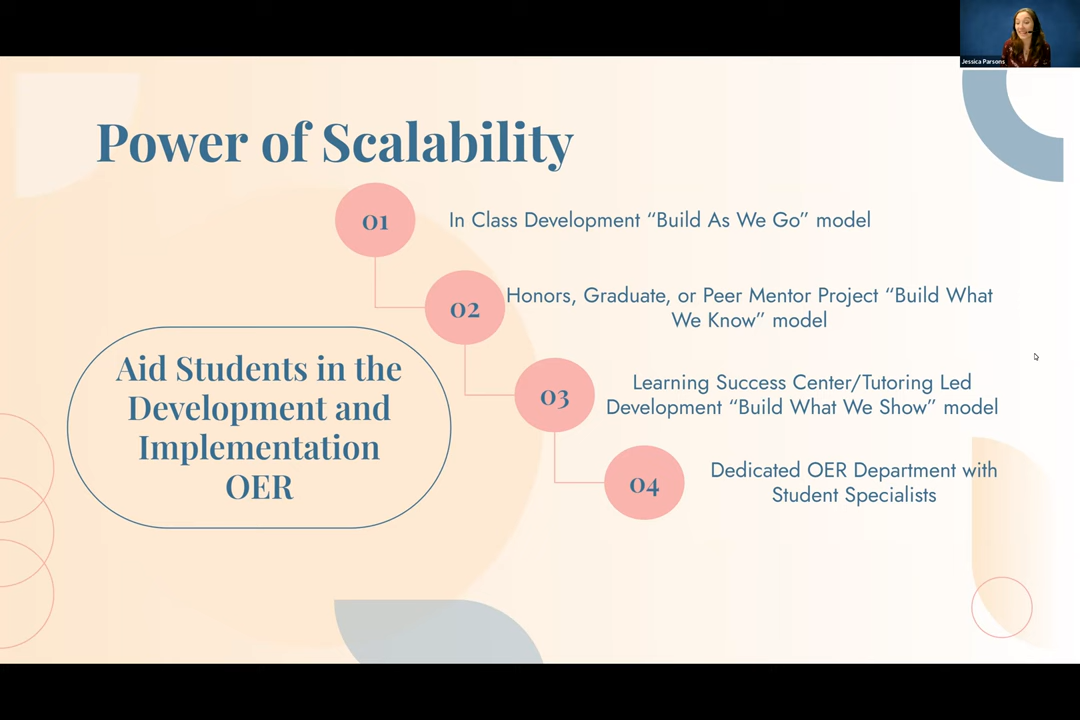 Jessica Parsons
Power of Scalability
01
In Class Development “Build As We Go” model
02
Honors, Graduate, or Peer Mentor Project “Build What
We Know” model
Aid Students in the
Development and
Implementation
OER
03
Learning Success Center/Tutoring Led
Development “Build What We Show” model
04
Dedicated OER Department with
Student Specialists